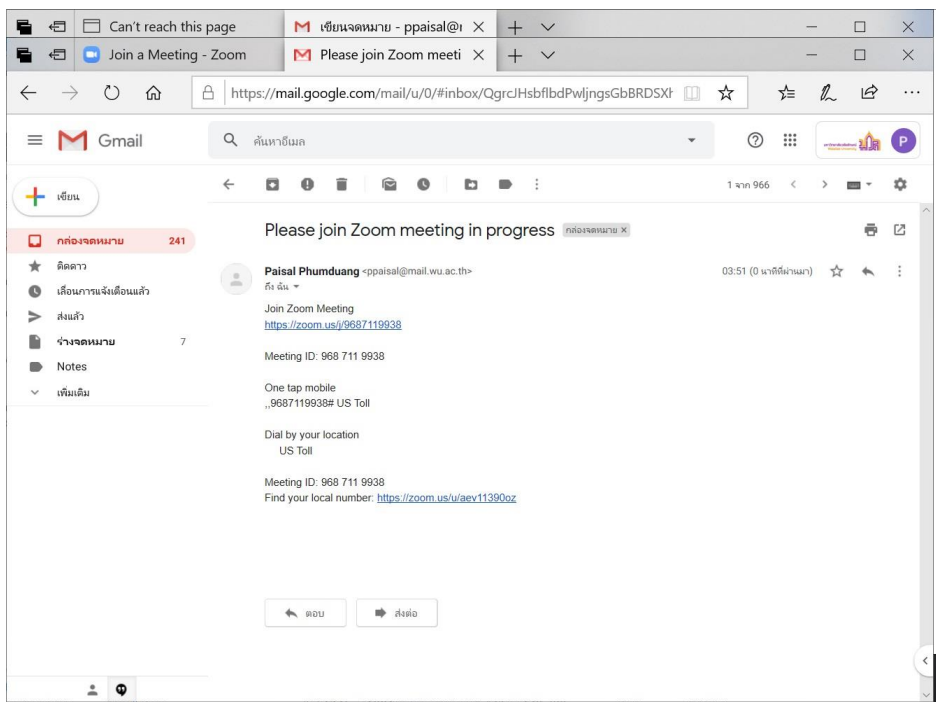 Can't reach this page
เขียนจดหมาย - ppaisal@r
Join a Meeting - Zoom
Please join Zoom meeti
https://mail.google.com/mail/u/0/#inbox/QgrcJHsbflbdPwljngsGbBRDSXh
Gmail
ค้นหาอีเมล
P
เขียน
1 จาก 966
กล่องจดหมาย 241
ติดดาว
เลื่อนการแจ้งเตือนแล้ว
ส่งแล้ว
ร่างจดหมาย 7
Notes
เพิ่มเติม
Please join Zoom meeting in progress กล่องจดหมาย x
Paisal Phumduang <ppaisal@mail.wu.ac.th>
03:51 (0 นาทีที่ผ่านมา)
ถึง ฉัน
Join Zoom Meeting
https://zoom.us/j/9687119938
Meeting ID: 968 711 9938
One tap mobile
,,9687119938# US Toll
Dial by your location
US Toll
Meeting ID: 968 711 9938
Find your local number: https://zoom.us/u/aev11390oz
ตอบ
ส่งต่อ